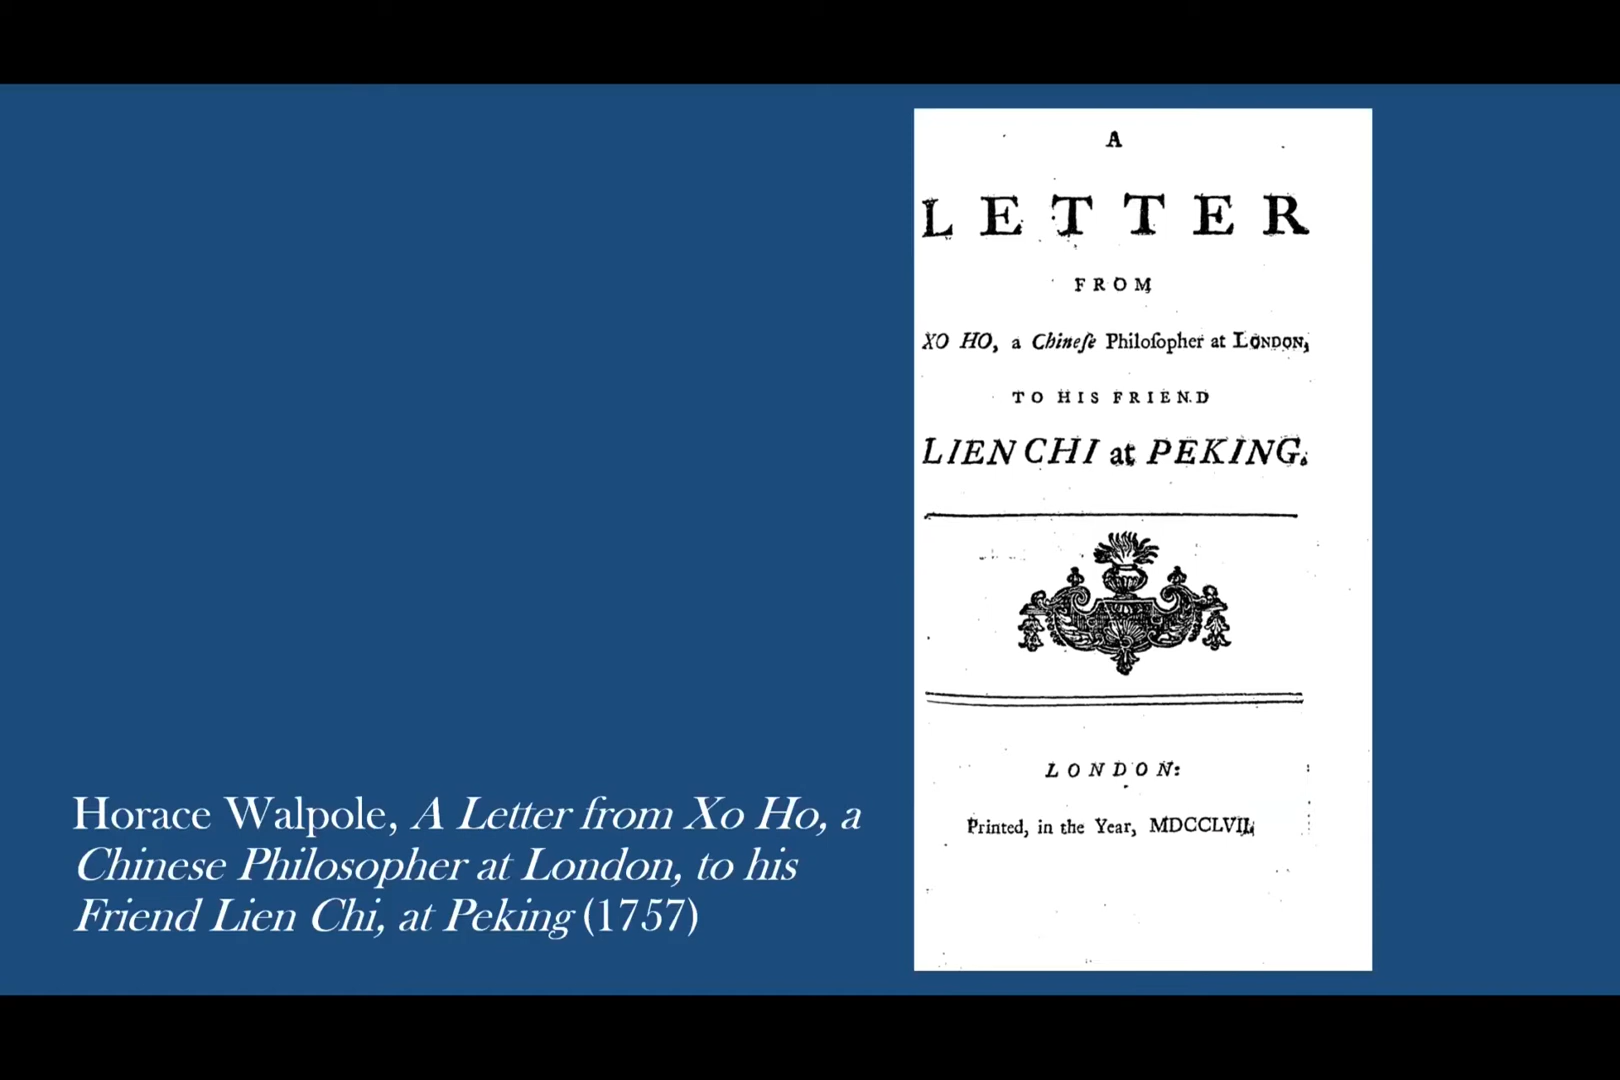 A
LETTER
FROM
XO HO, a Chineſe Philoſopher at LONDON,
TO HIS FRIEND
LIEN CHI at PEKING.
LONDON:
Printed, in the Year, MDCCLVII.
Horace Walpole, A Letter from Xo Ho, a
Chinese Philosopher at London, to his
Friend Lien Chi, at Peking (1757)